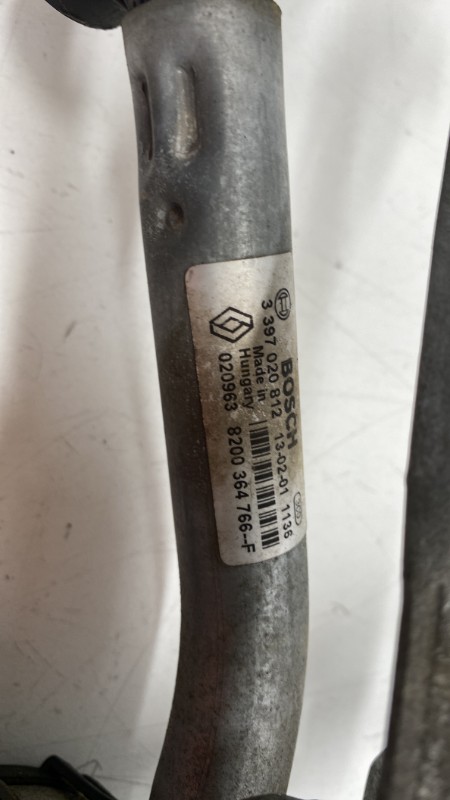 BOSCH
3 397 020 812 13-02-01 1136
Made in
Hungary
020963 8200 364 766--F